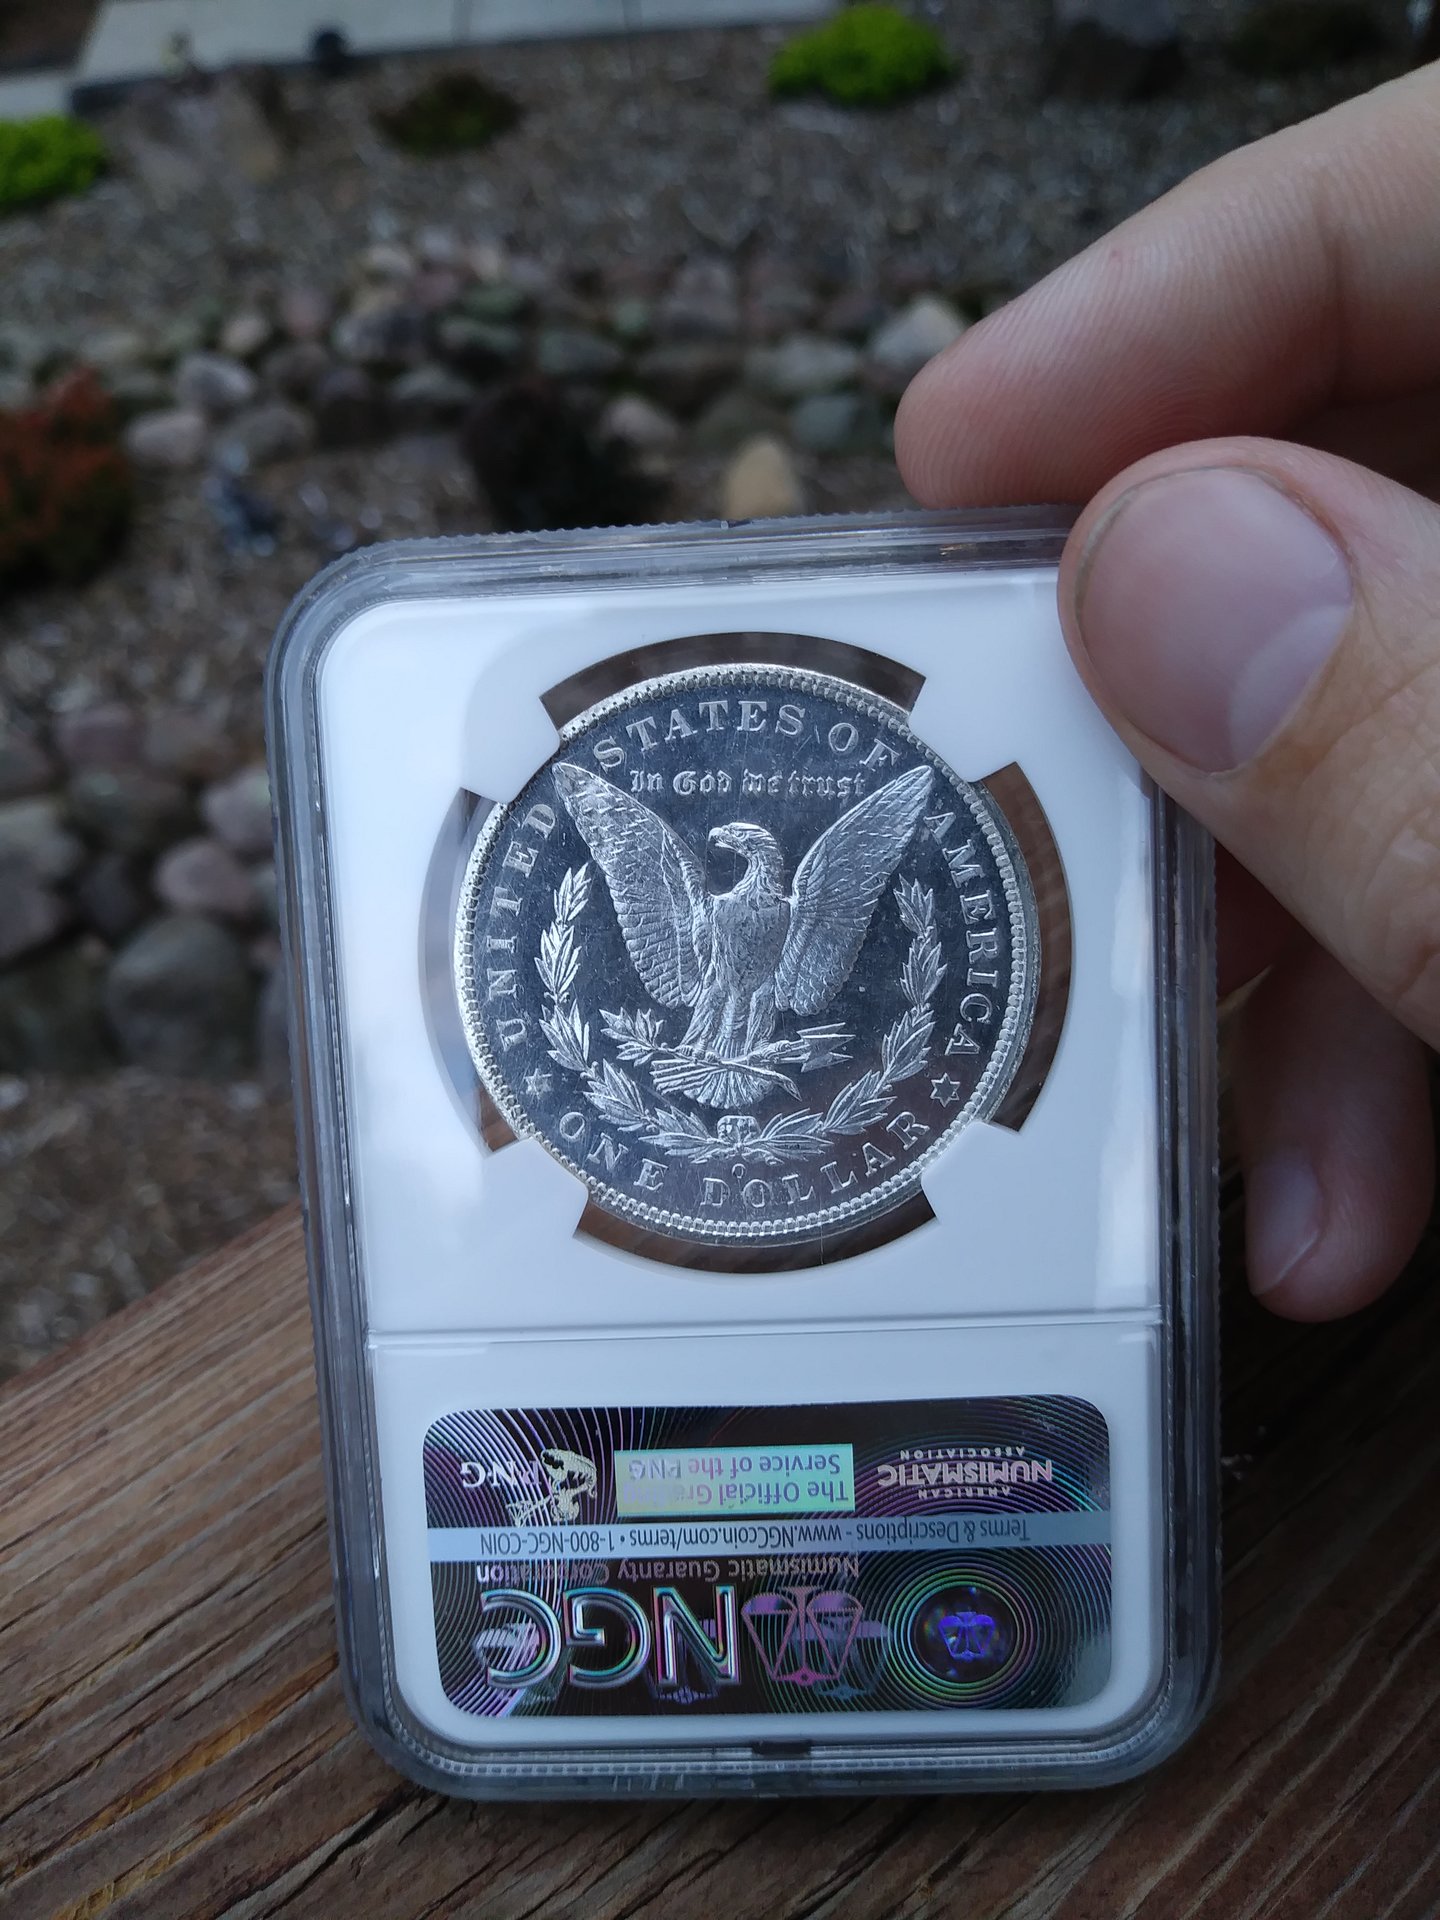 UNITED STATES OF AMERICA
In God we trust
O
ONE DOLLAR
NGC
Numismatic Guaranty Corporation
Terms & Descriptions - www.NGCcoin.com/terms • 1-800-NGC-COIN
AMERICAN
NUMISMATIC
ASSOCIATION
The Official Grading
Service of the PNG
PNG